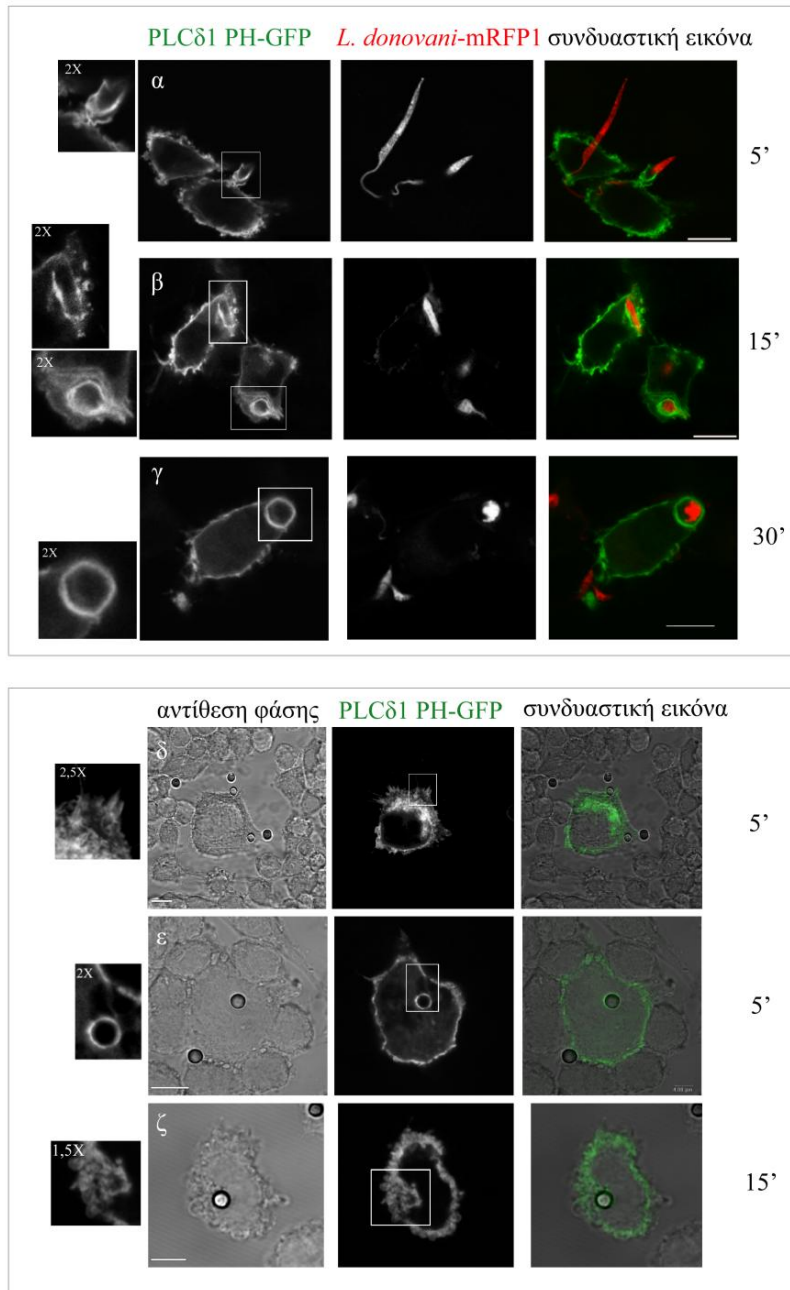 PLCδ1 PH-GFP L. donovani-mRFP1 συνδυαστική εικόνα
2X
α
5’
2X
β
15’
2X
γ
30’
2X
αντίθεση φάσης PLCδ1 PH-GFP συνδυαστική εικόνα
δ
2,5X
5’
ε
2X
5’
ζ
1,5X
15’